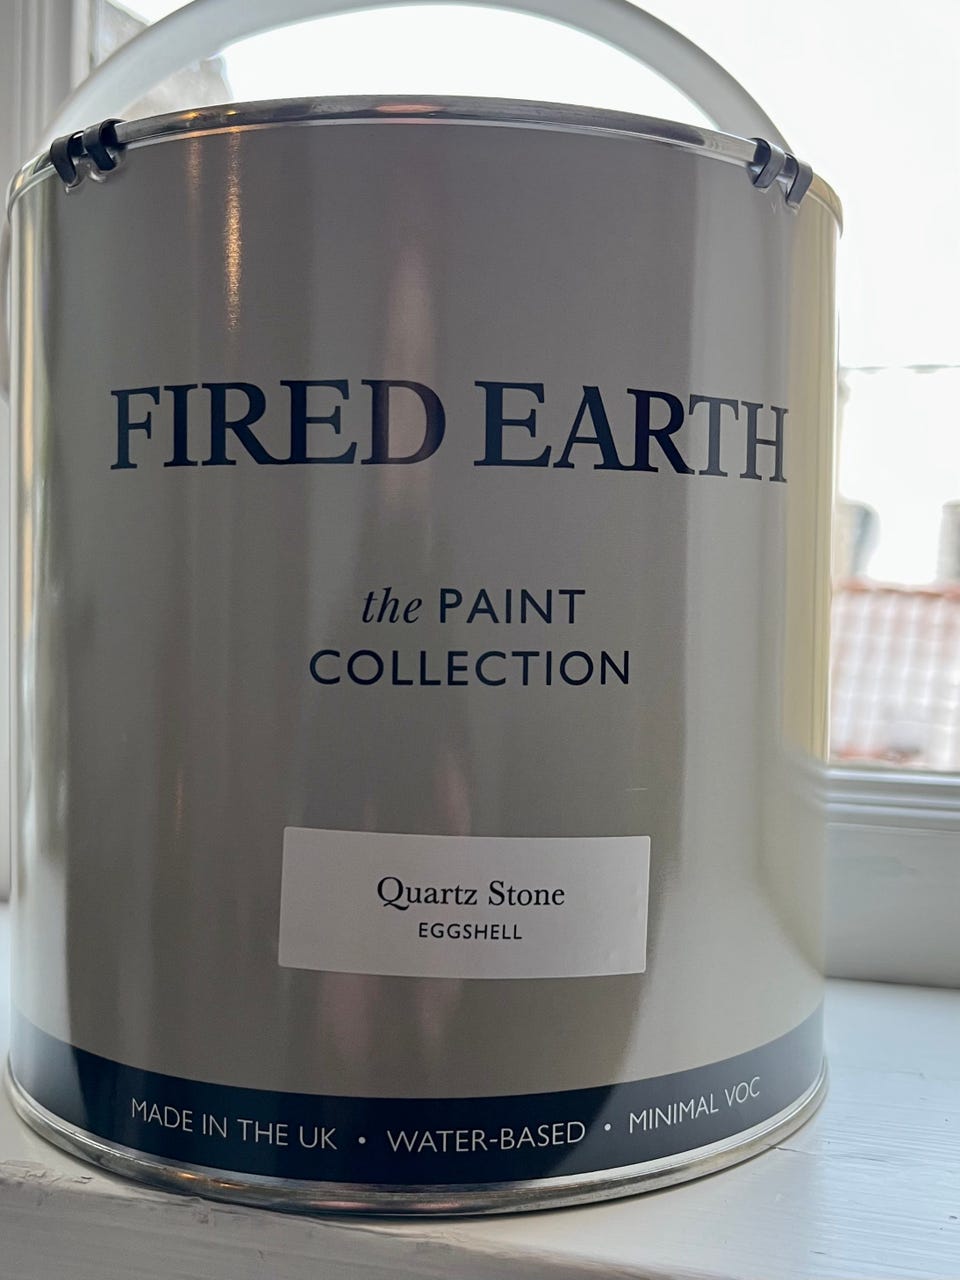 FIRED EARTH
the PAINT
COLLECTION
Quartz Stone
EGGSHELL
MADE IN THE UK • WATER-BASED • MINIMAL VOC